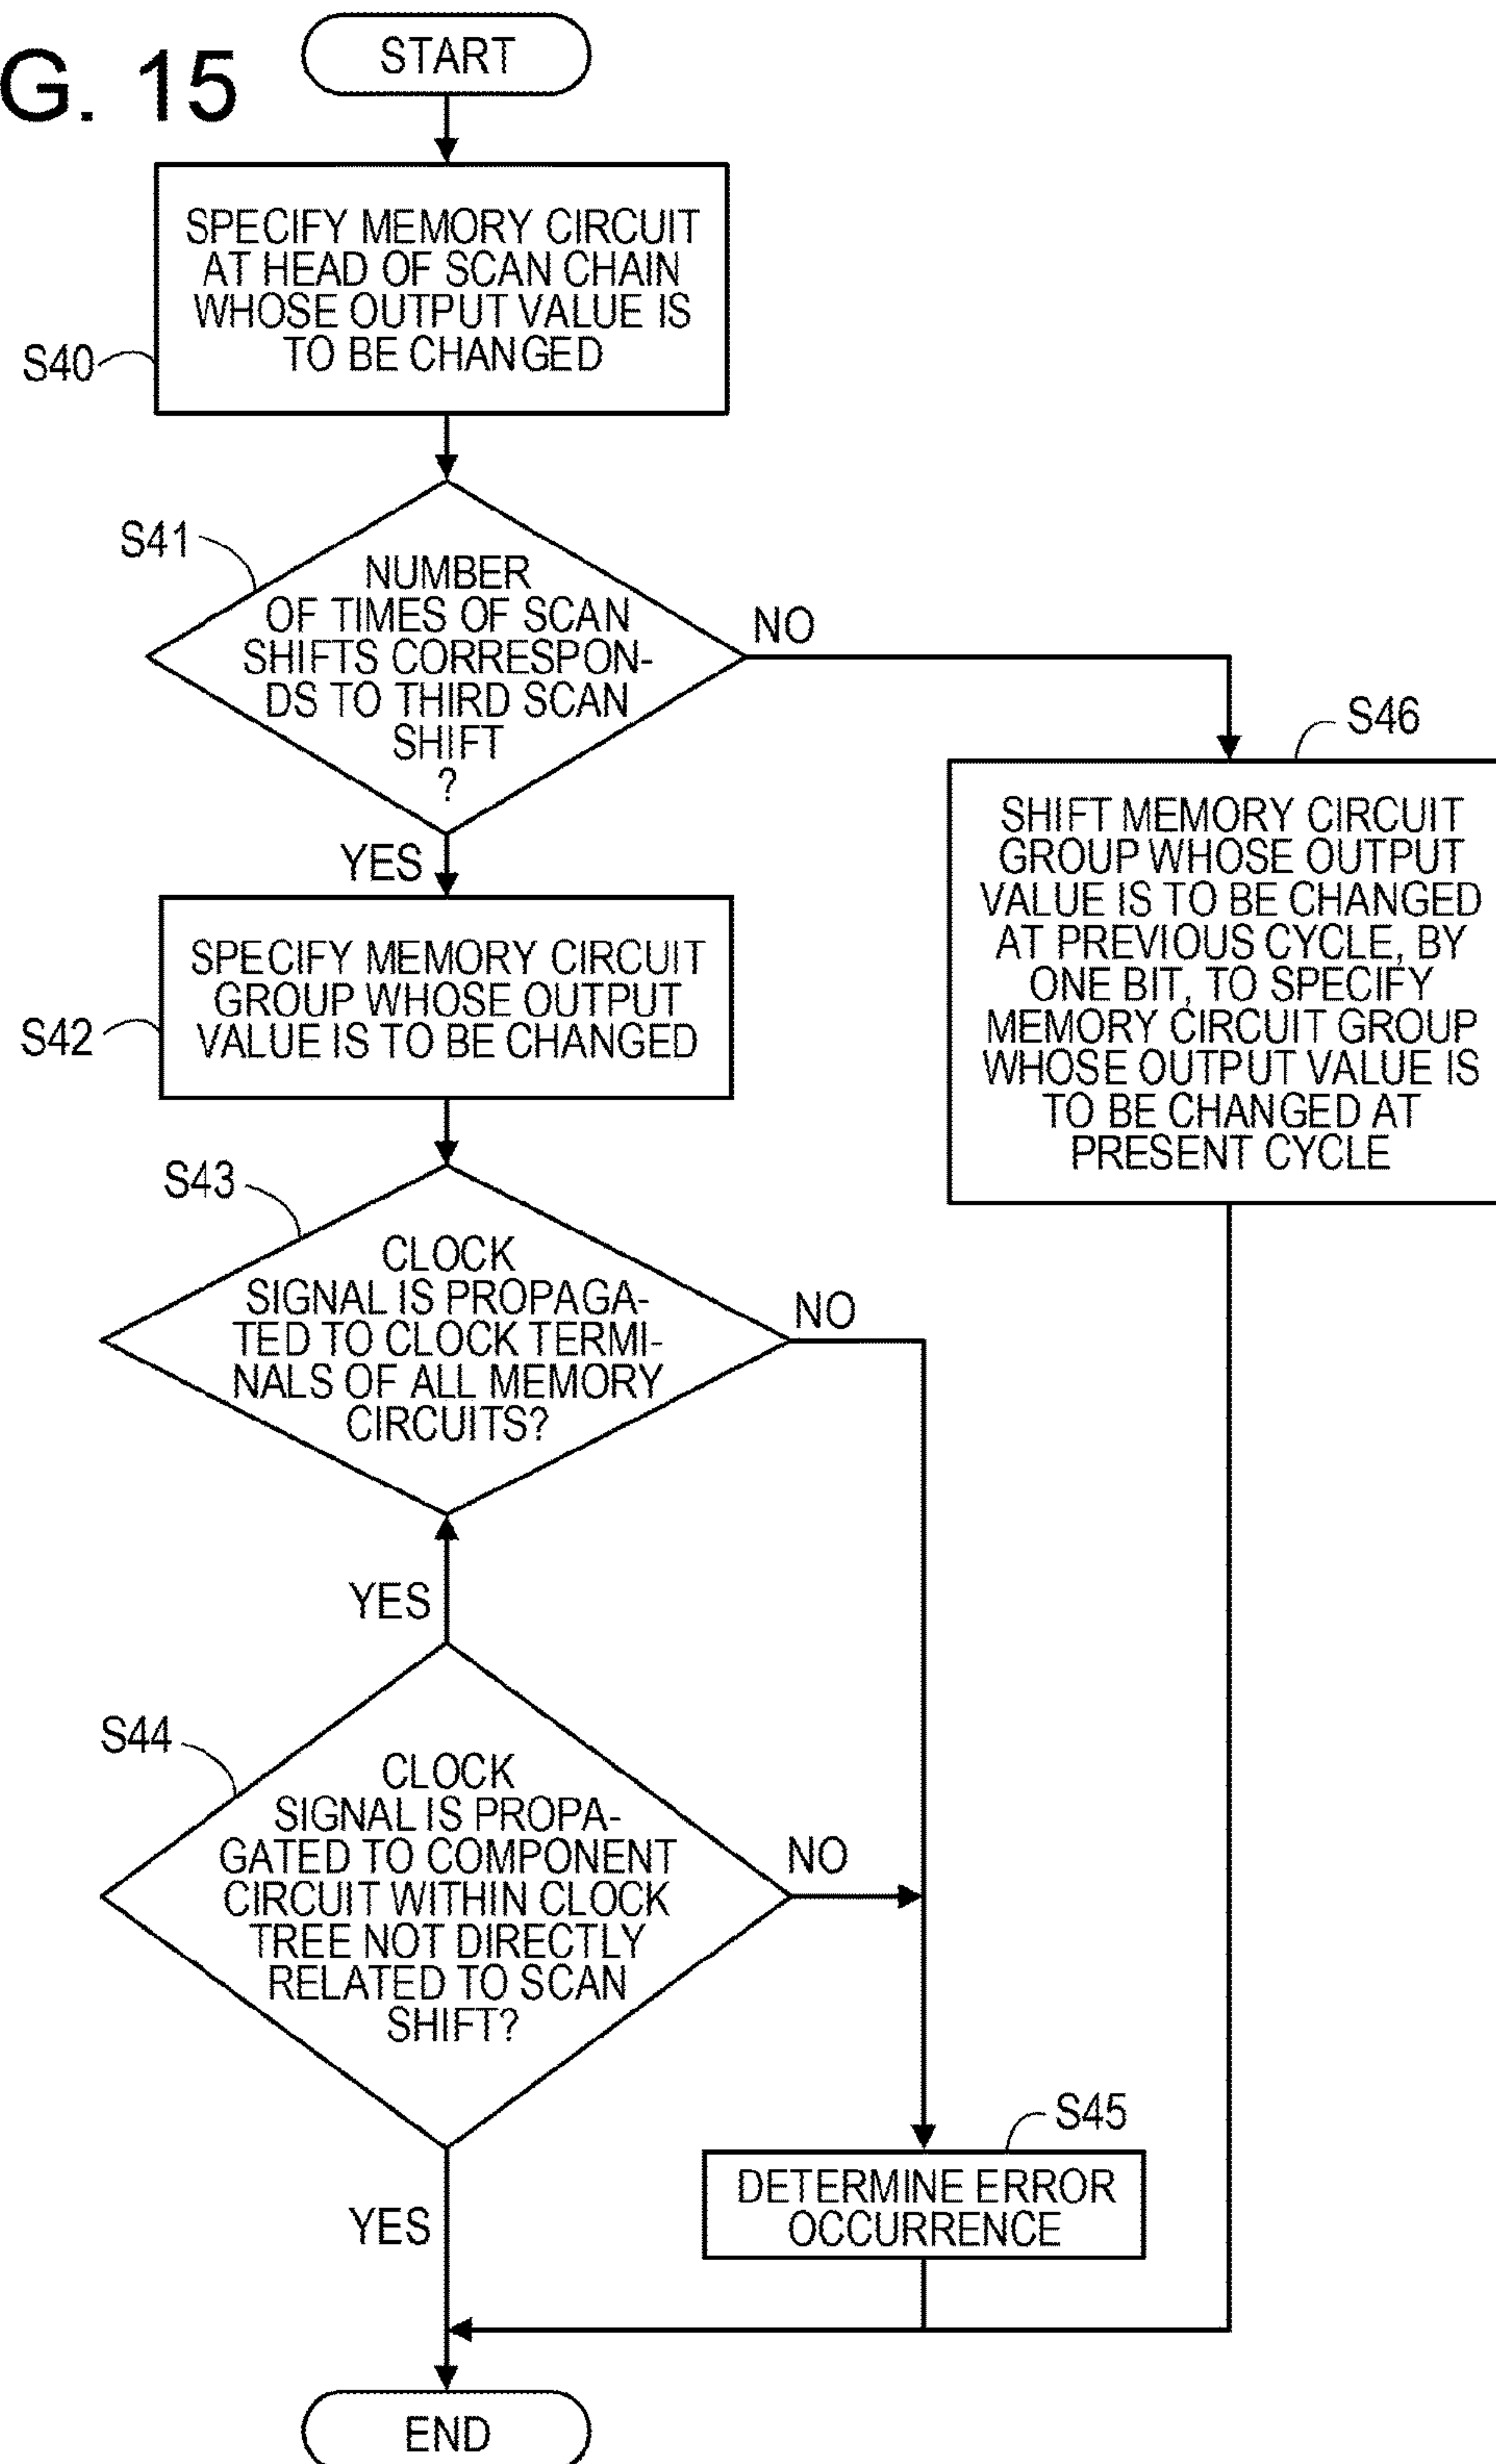 G. 15
START
SPECIFY MEMORY CIRCUIT
AT HEAD OF SCAN CHAIN
WHOSE OUTPUT VALUE IS
TO BE CHANGED
S40
S41
NUMBER
OF TIMES OF SCAN
SHIFTS CORRESPON-
DS TO THIRD SCAN
SHIFT
?
NO
YES
S46
SHIFT MEMORY CIRCUIT
GROUP WHOSE OUTPUT
VALUE IS TO BE CHANGED
AT PREVIOUS CYCLE, BY
ONE BIT, TO SPECIFY
MEMORY CIRCUIT GROUP
WHOSE OUTPUT VALUE IS
TO BE CHANGED AT
PRESENT CYCLE
SPECIFY MEMORY CIRCUIT
GROUP WHOSE OUTPUT
VALUE IS TO BE CHANGED
S42
S43
CLOCK
SIGNAL IS PROPAGA-
TED TO CLOCK TERMI-
NALS OF ALL MEMORY
CIRCUITS?
NO
YES
S44
CLOCK
SIGNAL IS PROPA-
GATED TO COMPONENT
CIRCUIT WITHIN CLOCK
TREE NOT DIRECTLY
RELATED TO SCAN
SHIFT?
NO
YES
S45
DETERMINE ERROR
OCCURRENCE
END